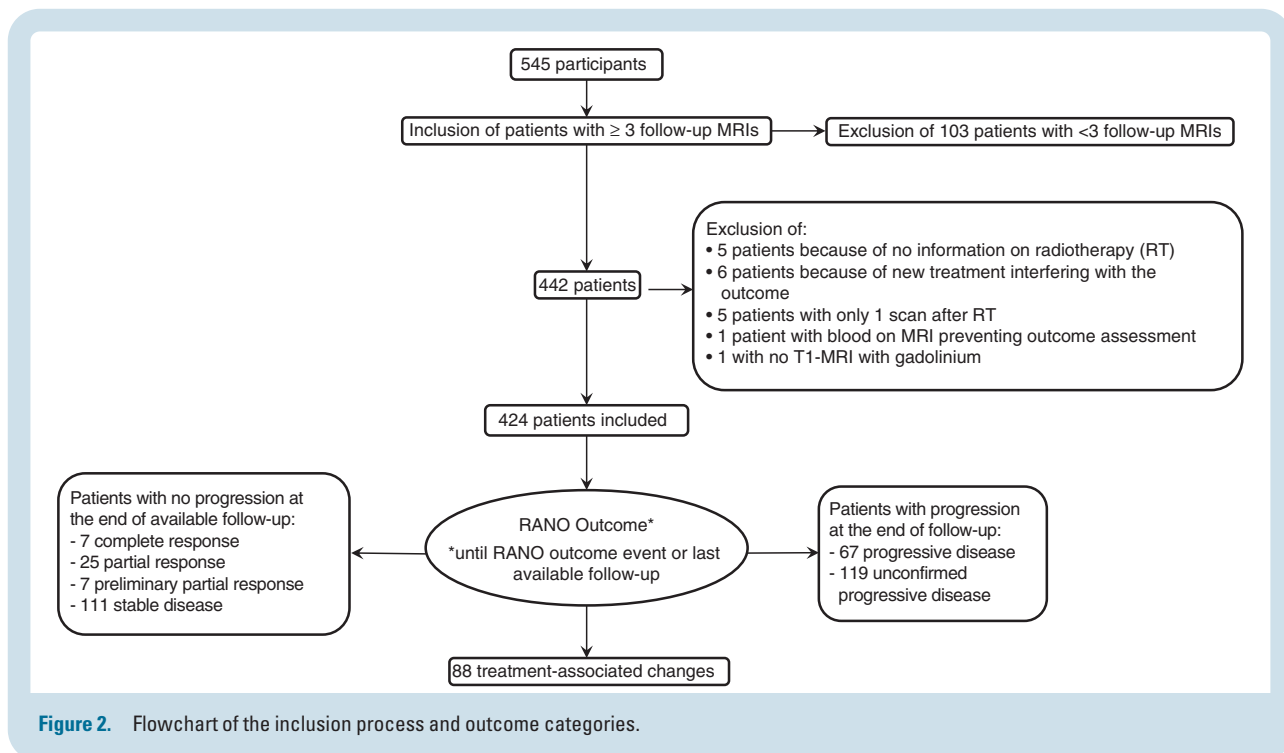 545 participants
Inclusion of patients with ≥ 3 follow-up MRIs
Exclusion of 103 patients with <3 follow-up MRIs
Exclusion of:
• 5 patients because of no information on radiotherapy (RT)
• 6 patients because of new treatment interfering with the
outcome
• 5 patients with only 1 scan after RT
• 1 patient with blood on MRI preventing outcome assessment
• 1 with no T1-MRI with gadolinium
442 patients
424 patients included
Patients with no progression at
the end of available follow-up:
- 7 complete response
- 25 partial response
- 7 preliminary partial response
- 111 stable disease
RANO Outcome*
*until RANO outcome event or last
available follow-up
Patients with progression
at the end of follow-up:
- 67 progressive disease
- 119 unconfirmed
progressive disease
88 treatment-associated changes
Figure 2. Flowchart of the inclusion process and outcome categories.